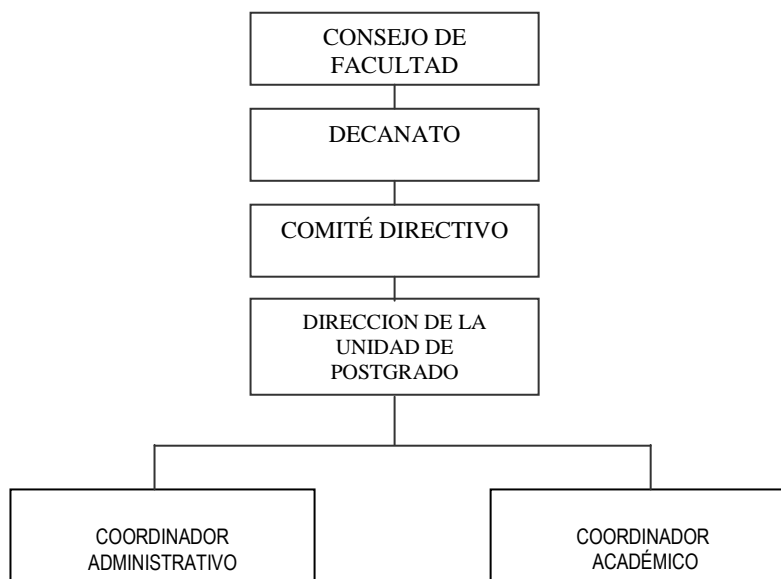 CONSEJO DE
FACULTAD
DECANATO
COMITÉ DIRECTIVO
DIRECCION DE LA
UNIDAD DE
POSTGRADO
COORDINADOR
ADMINISTRATIVO
COORDINADOR
ACADÉMICO